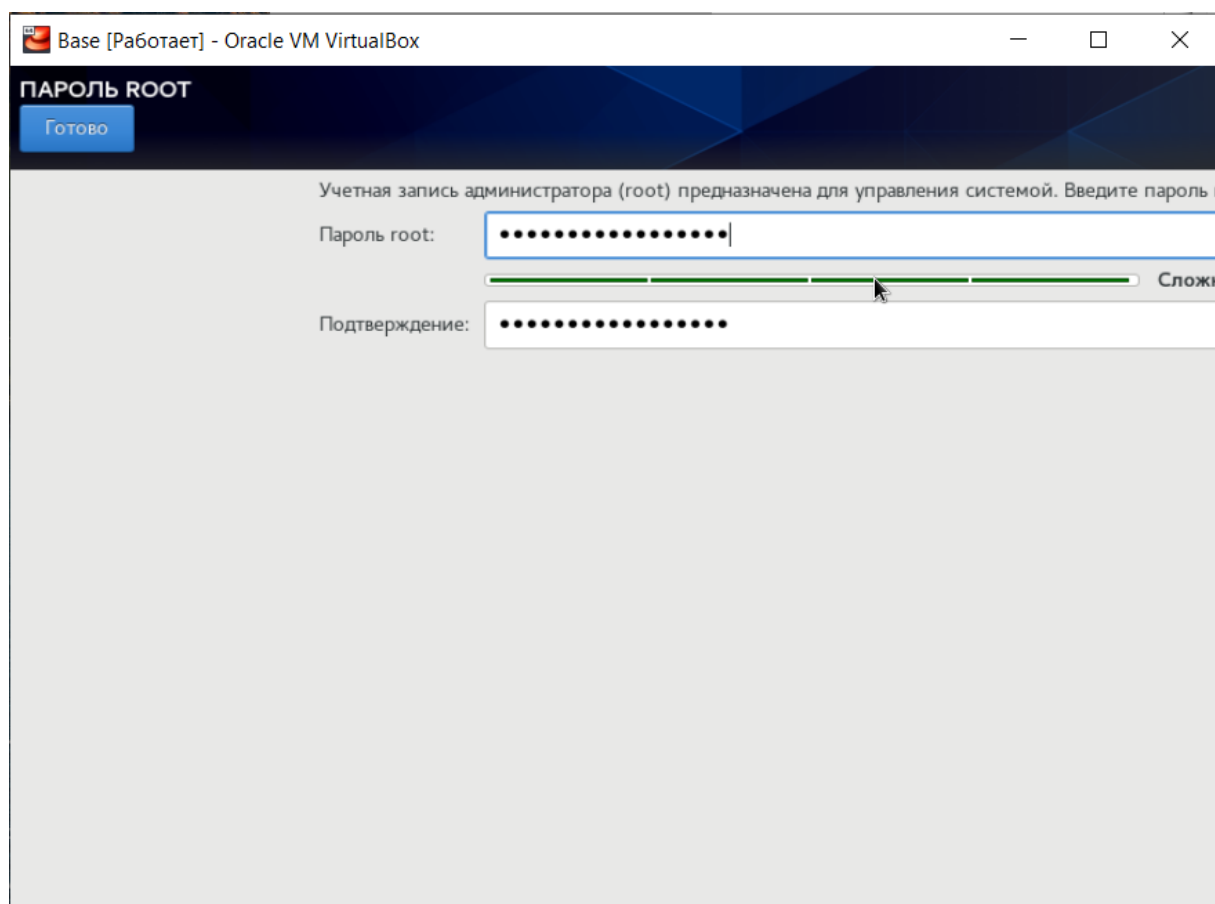 Base [Работает] - Oracle VM VirtualBox
ПАРОЛЬ ROOT
Готово
Учетная запись администратора (root) предназначена для управления системой. Введите пароль
Пароль root: •••••••••••••••••
Подтверждение: •••••••••••••••••